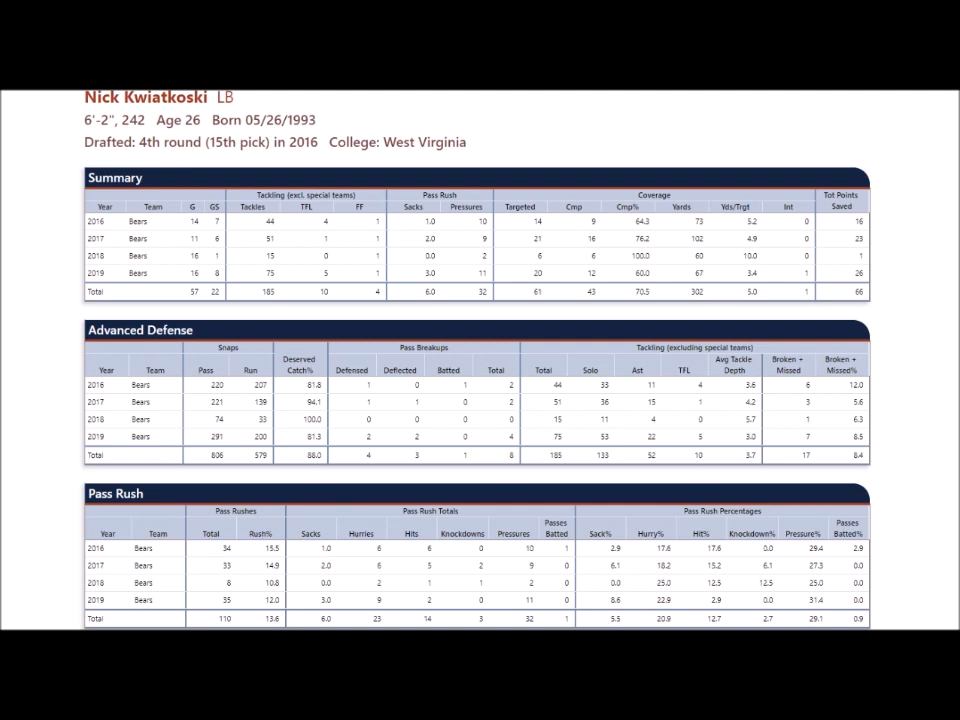 Nick Kwiatkoski LB
6'-2", 242 Age 26 Born 05/26/1993
Drafted: 4th round (15th pick) in 2016 College: West Virginia
Summary
Tackling (excl. special teams) Pass Rush Coverage Tot Points
Year Team G GS Tackles TFL FF Sacks Pressures Targeted Cmp Cmp% Yards Yds/Trgt Int Saved
2016 Bears 14 7 44 4 1 1.0 10 14 9 64.3 73 5.2 0 16
2017 Bears 11 6 51 1 1 2.0 9 21 16 76.2 102 4.9 0 23
2018 Bears 16 1 15 0 1 0.0 2 6 6 100.0 60 10.0 0 1
2019 Bears 16 8 75 5 1 3.0 11 20 12 60.0 67 3.4 1 26
Total 57 22 185 10 4 6.0 32 61 43 70.5 302 5.0 1 66
Advanced Defense
Snaps Pass Breakups Tackling (excluding special teams)
Deserved Avg Tackle Broken + Broken +
Year Team Pass Run Catch% Defensed Deflected Batted Total Total Solo Ast TFL Depth Missed Missed%
2016 Bears 220 207 81.8 1 0 1 2 44 33 11 4 3.6 6 12.0
2017 Bears 221 139 94.1 1 1 0 2 51 36 15 1 4.2 3 5.6
2018 Bears 74 33 100.0 0 0 0 0 15 11 4 0 5.7 1 6.3
2019 Bears 291 200 81.3 2 2 0 4 75 53 22 5 3.0 7 8.5
Total 806 579 88.0 4 3 1 8 185 133 52 10 3.7 17 8.4
Pass Rush
Pass Rushes Pass Rush Totals Pass Rush Percentages
Passes Passes
Year Team Total Rush% Sacks Hurries Hits Knockdowns Pressures Batted Sack% Hurry% Hit% Knockdown% Pressure% Batted%
2016 Bears 34 15.5 1.0 6 6 0 10 1 2.9 17.6 17.6 0.0 29.4 2.9
2017 Bears 33 14.9 2.0 6 5 2 9 0 6.1 18.2 15.2 6.1 27.3 0.0
2018 Bears 8 10.8 0.0 2 1 1 2 0 0.0 25.0 12.5 12.5 25.0 0.0
2019 Bears 35 12.0 3.0 9 2 0 11 0 8.6 22.9 2.9 0.0 31.4 0.0
Total 110 13.6 6.0 23 14 3 32 1 5.5 20.9 12.7 2.7 29.1 0.9